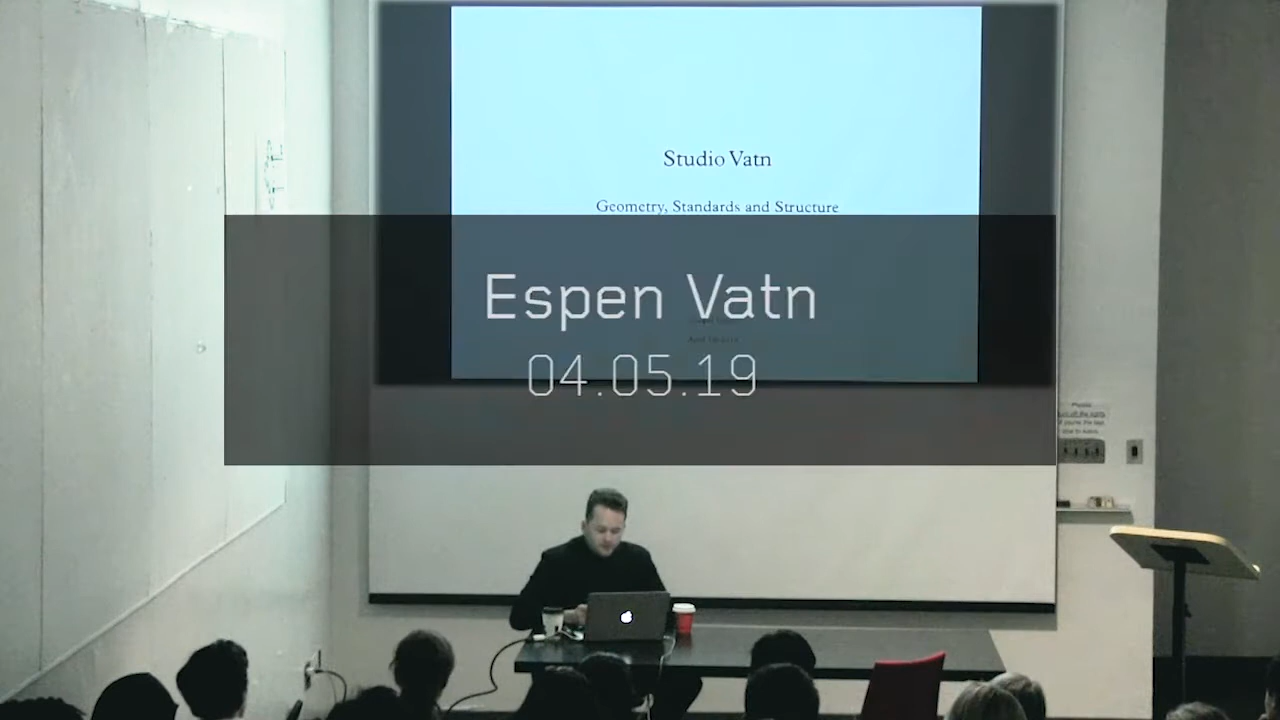 Studio Vatn
Geometry, Standards and Structure
Espen Vatn
04.05.19